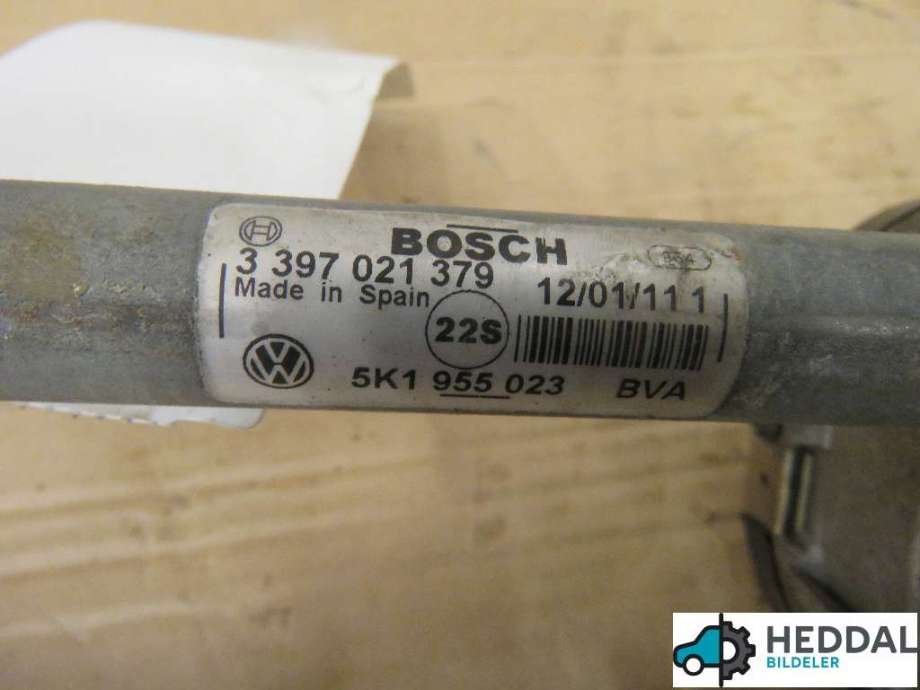 BOSCH
3 397 021 379
Made in Spain
12/01/11 1
22S
5K1 955 023
BVA
HEDDAL
BILDELER